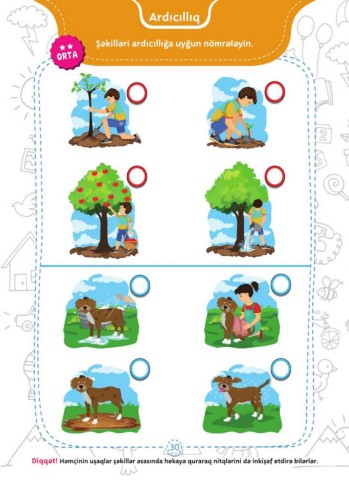 Ardıcıllıq
Şəkilləri ardıcıllığa uyğun nömrələyin.
ORTA
30
Diqqət! Həmçinin uşaqlar şəkillər əsasında hekayə quraraq nitqlərini də inkişaf etdirə bilərlər.